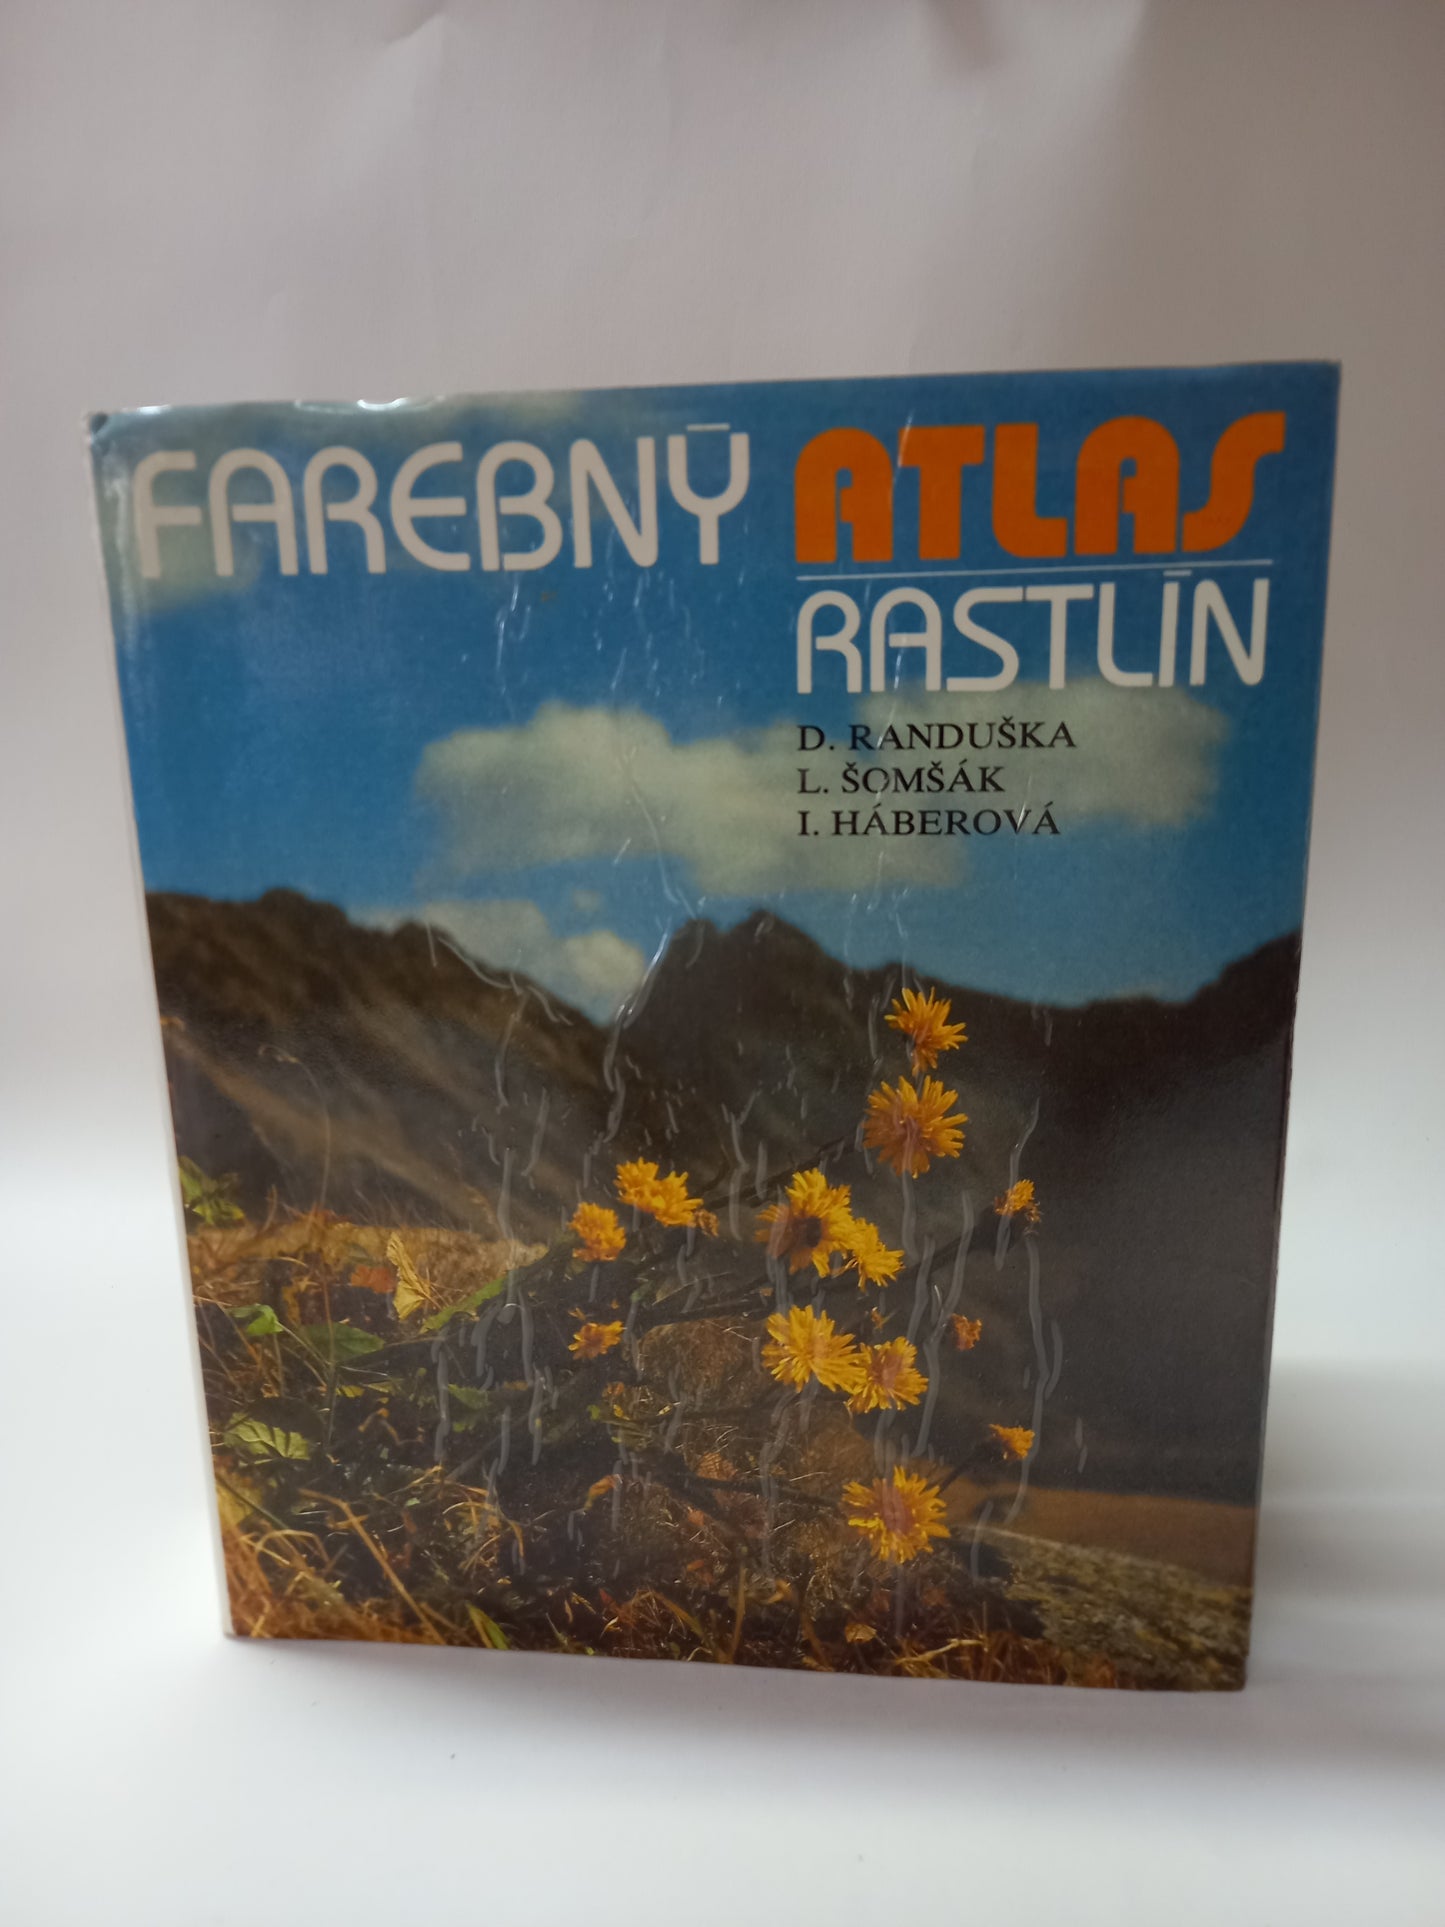 FAREBNÝ ATLAS
RASTLÍN
D. RANDUŠKA
L. ŠOMŠÁK
I. HÁBEROVÁ